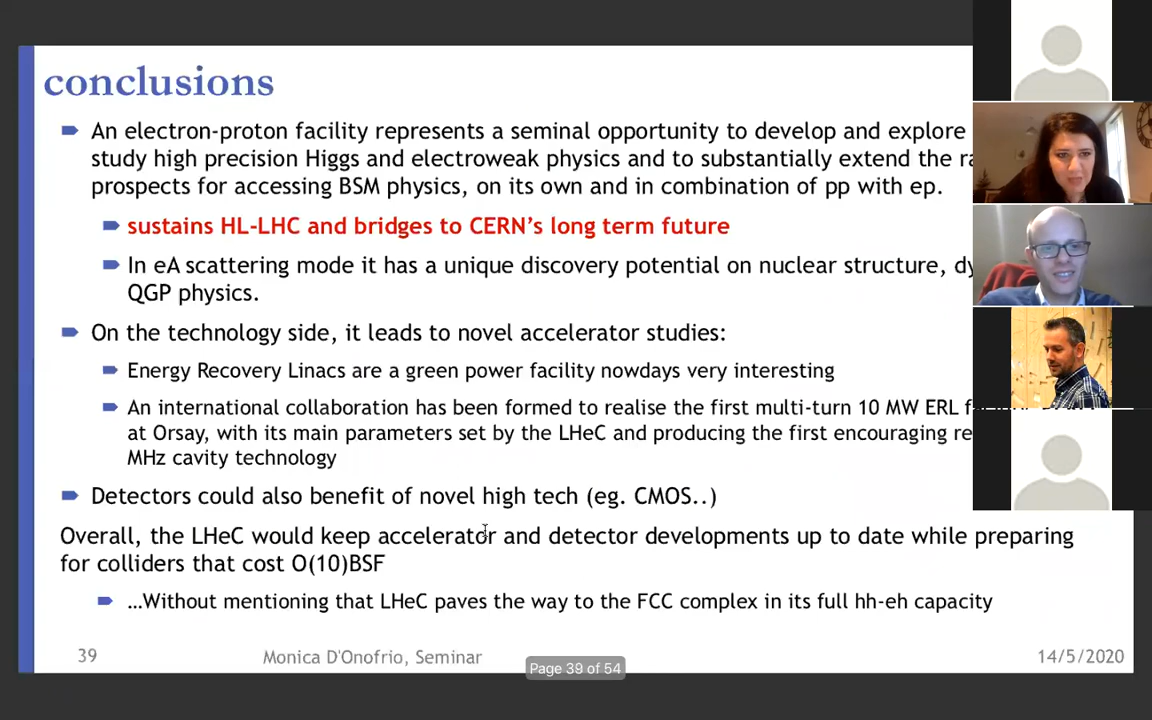 conclusions
An electron-proton facility represents a seminal opportunity to develop and explore
study high precision Higgs and electroweak physics and to substantially extend the
prospects for accessing BSM physics, on its own and in combination of pp with ep.
sustains HL-LHC and bridges to CERN's long term future
In eA scattering mode it has a unique discovery potential on nuclear structure,
QGP physics.
On the technology side, it leads to novel accelerator studies:
Energy Recovery Linacs are a green power facility nowdays very interesting
An international collaboration has been formed to realise the first multi-turn 10 MW ERL
at Orsay, with its main parameters set by the LHeC and producing the first encouraging
MHz cavity technology
Detectors could also benefit of novel high tech (eg. CMOS..)
Overall, the LHeC would keep accelerator and detector developments up to date while preparing
for colliders that cost O(10)BSF
…Without mentioning that LHeC paves the way to the FCC complex in its full hh-eh capacity
39 Monica D'Onofrio, Seminar 14/5/2020
Page 39 of 54